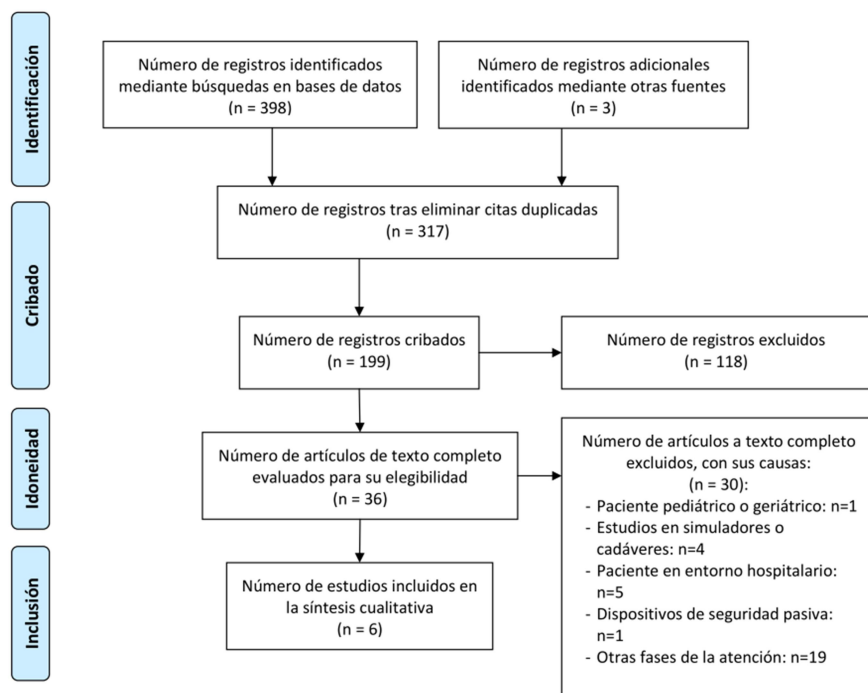 Identificación
Número de registros identificados
mediante búsquedas en bases de datos
(n = 398)
Número de registros adicionales
identificados mediante otras fuentes
(n = 3)
Número de registros tras eliminar citas duplicadas
(n = 317)
Cribado
Número de registros cribados
(n = 199)
Número de registros excluidos
(n = 118)
Idoneidad
Número de artículos de texto completo
evaluados para su elegibilidad
(n = 36)
Número de artículos a texto completo
excluidos, con sus causas:
(n = 30):
- Paciente pediátrico o geriátrico: n=1
- Estudios en simuladores o
cadáveres: n=4
- Paciente en entorno hospitalario:
n=5
- Dispositivos de seguridad pasiva:
n=1
- Otras fases de la atención: n=19
Inclusión
Número de estudios incluidos en
la síntesis cualitativa
(n = 6)